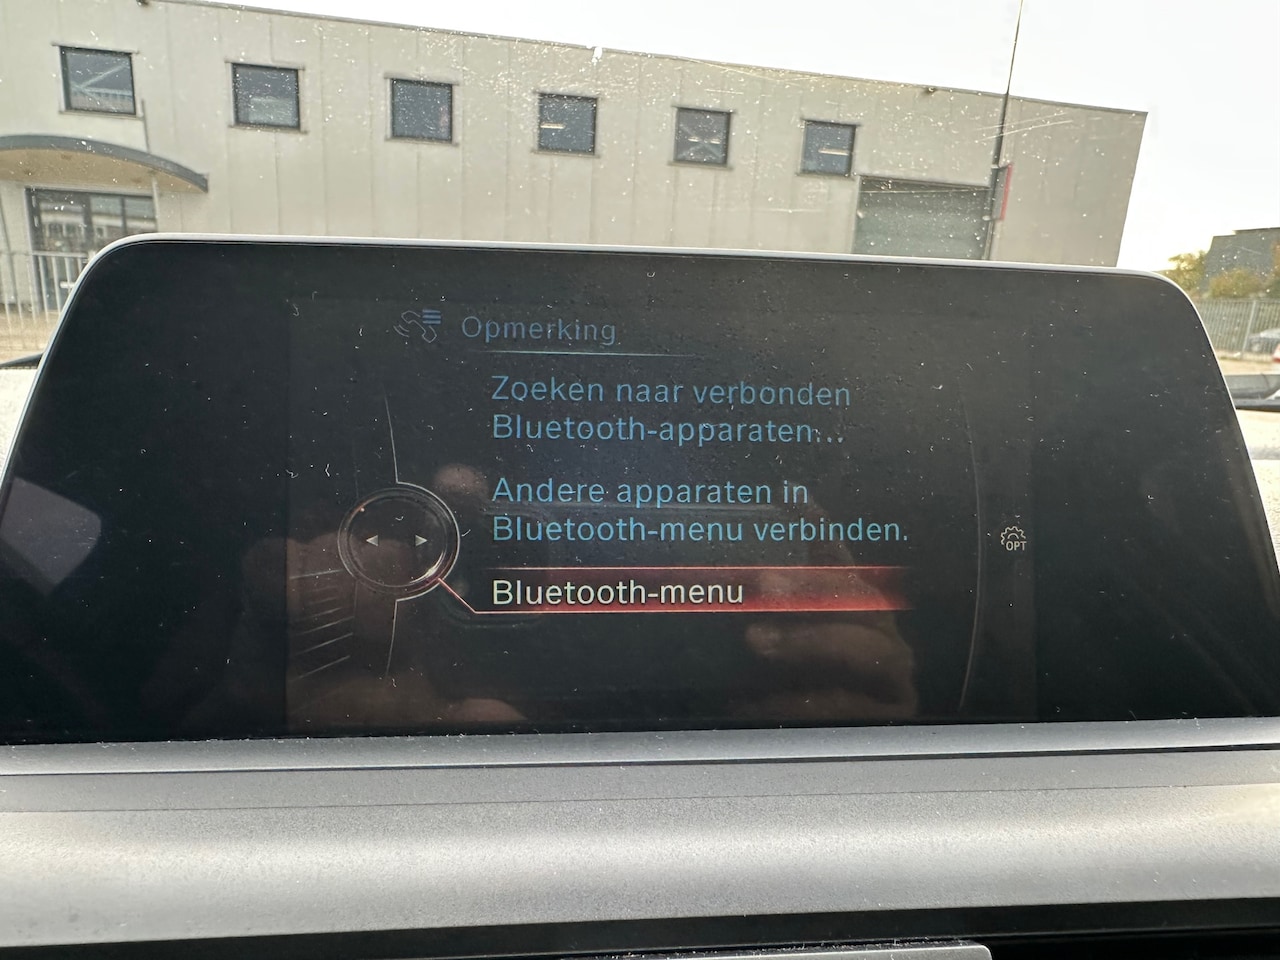 Opmerking
Zoeken naar verbonden
Bluetooth-apparaten...
Andere apparaten in
Bluetooth-menu verbinden.
Bluetooth-menu
OPT